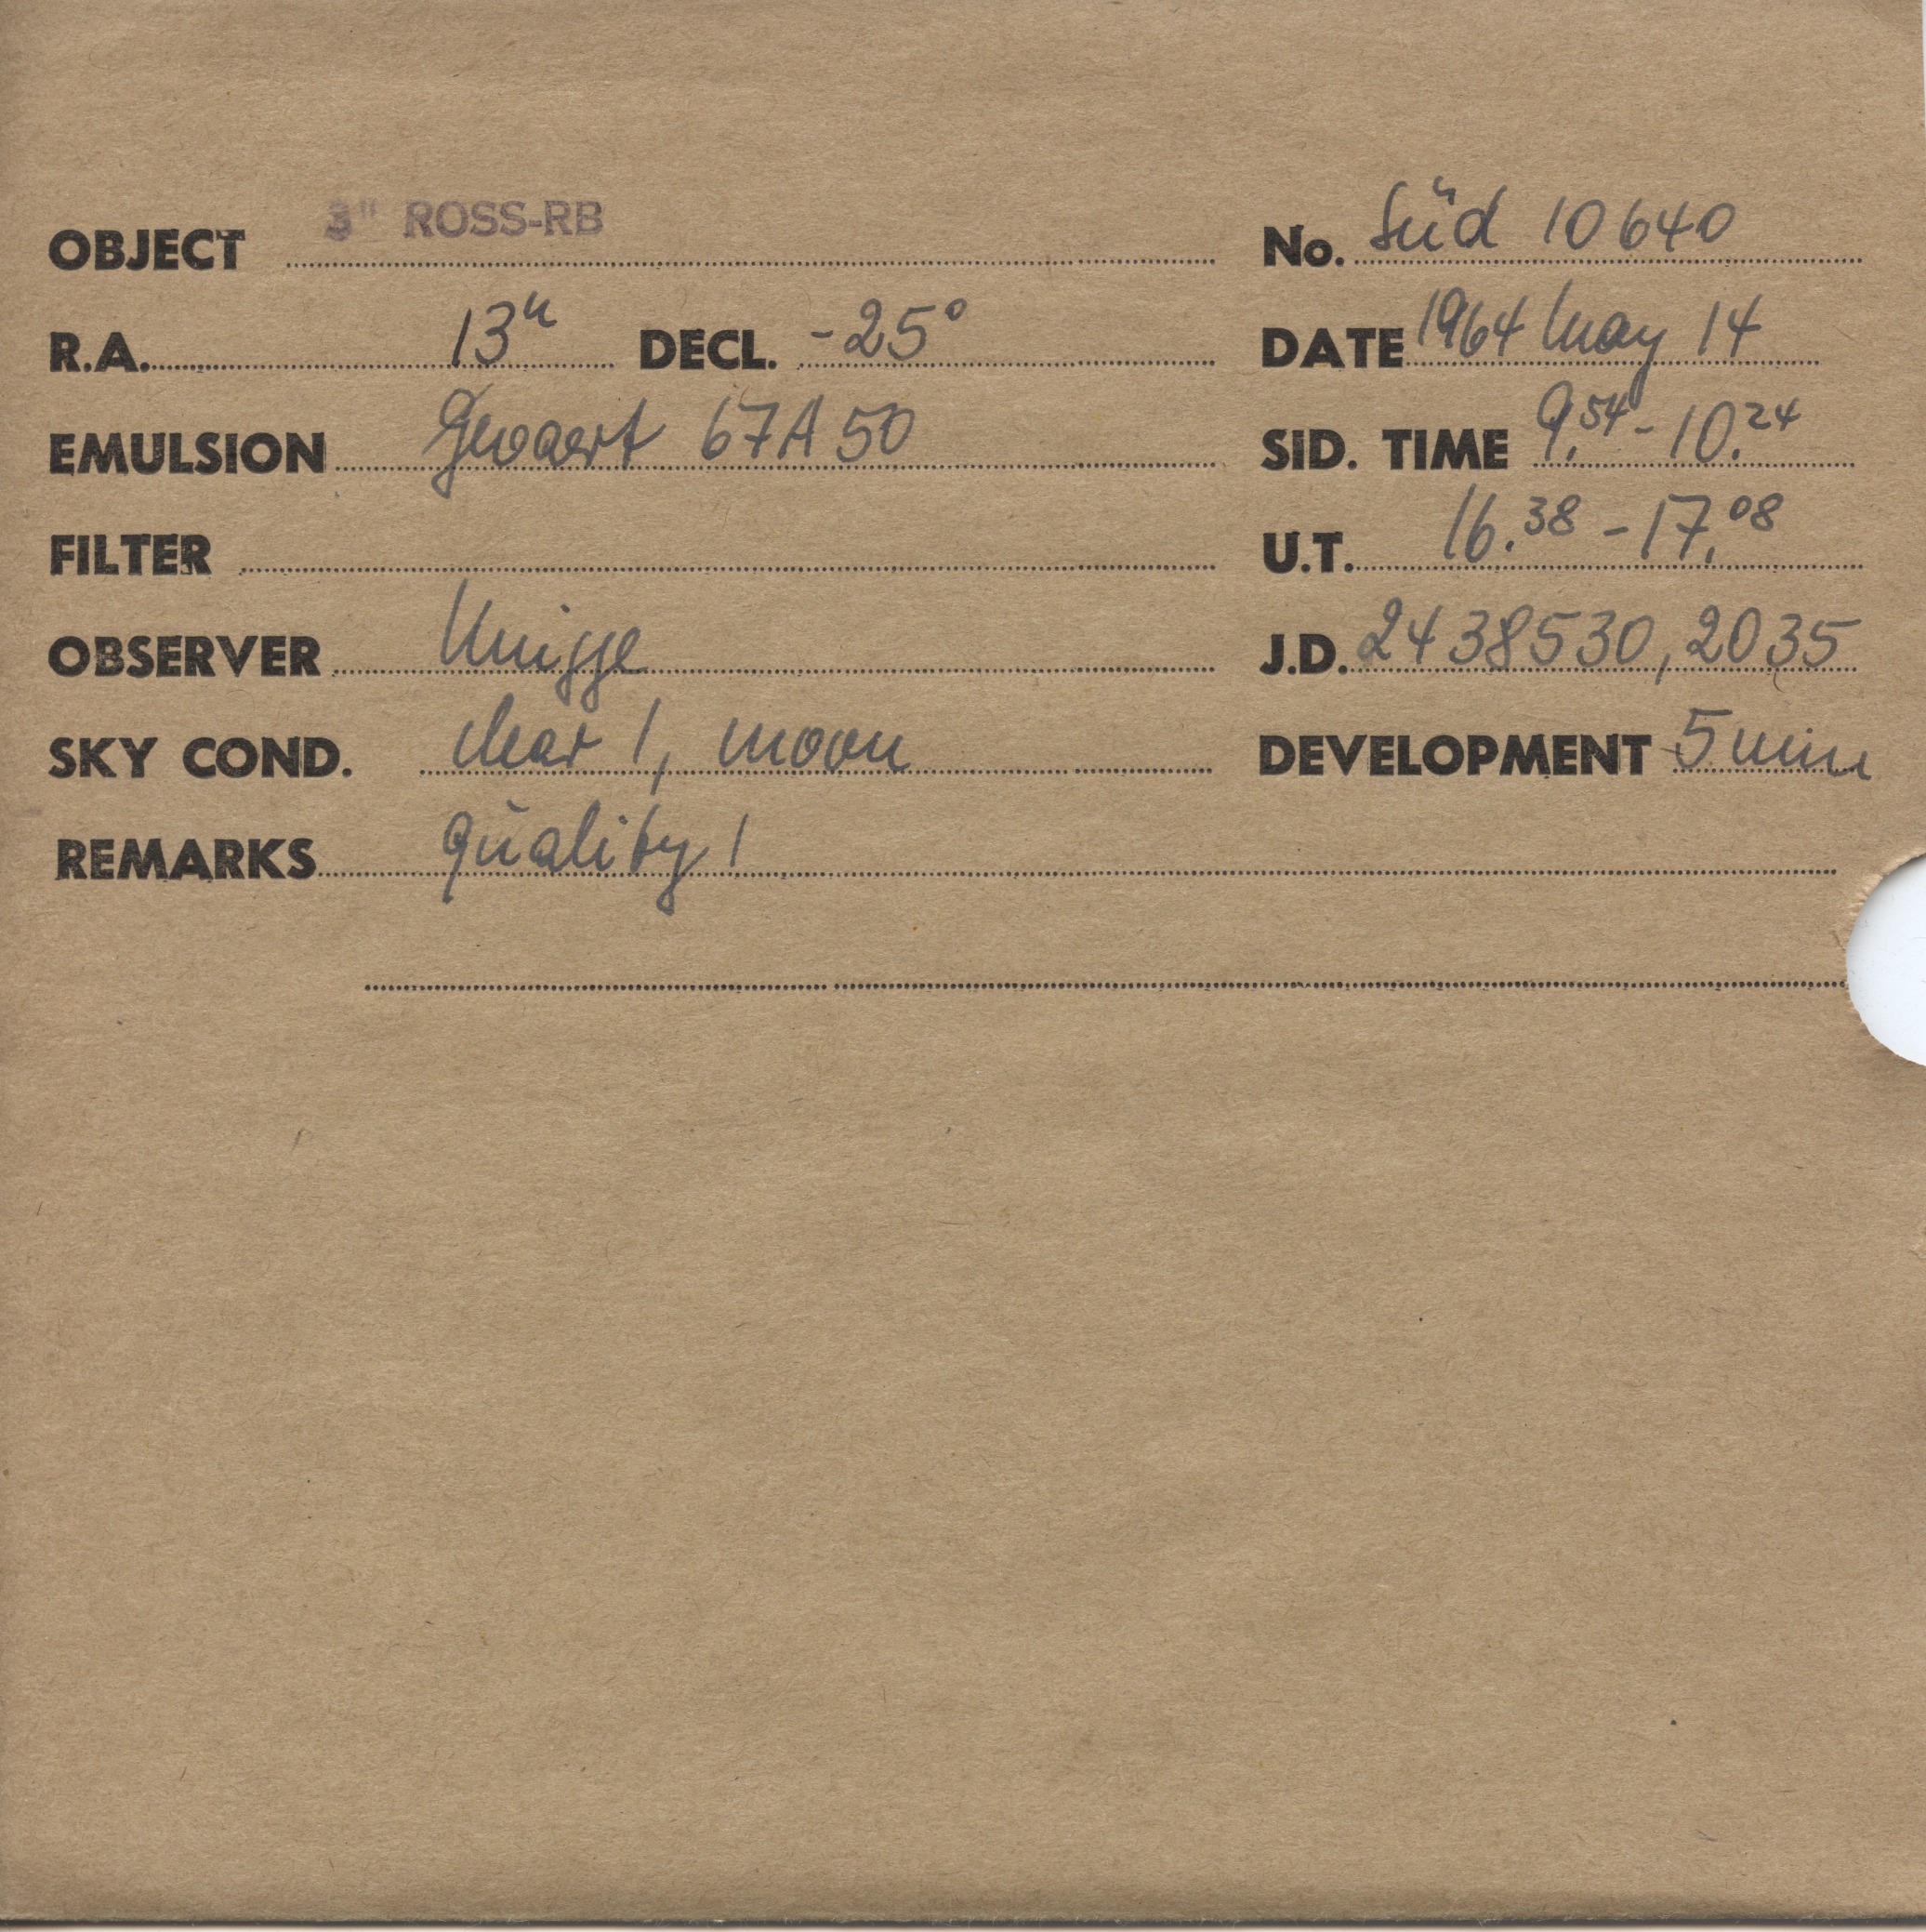 OBJECT 3" ROSS-RB No. Süd 10640
R.A. 13h DECL. -25° DATE 1964 May 14
EMULSION Gevaert 67A50 SID. TIME 9.54 - 10.24
FILTER U.T. 16.38 - 17.08
OBSERVER Knigge J.D. 2438530,2035
SKY COND. clear 1, moon DEVELOPMENT 5 min
REMARKS quality 1